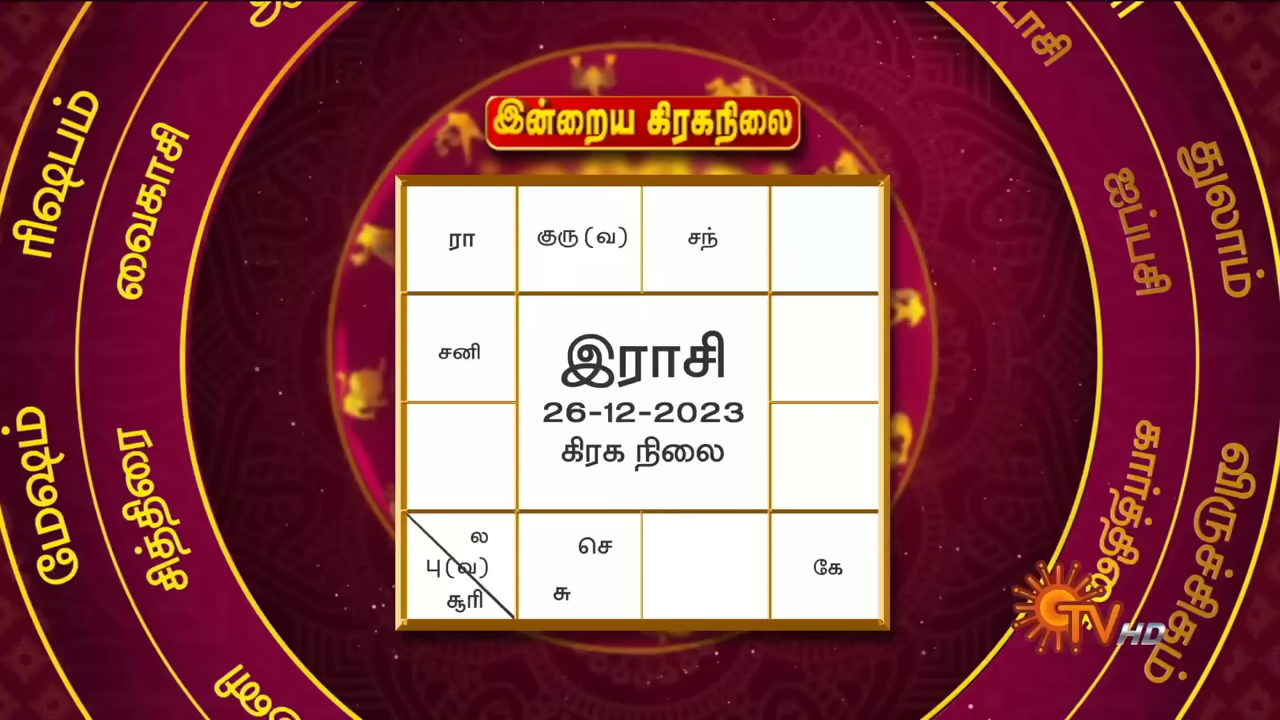 இன்றைய கிரகநிலை
ரா
குரு (வ)
சந்
சனி
இராசி
26-12-2023
கிரக நிலை
ல
பு (வ)
சூரி
செ
சு
கே
ரிஷபம்
வைகாசி
மேஷம்
சித்திரை
துலாம்
ஐப்பசி
கார்த்திகை
விருச்சிகம்
TV HD